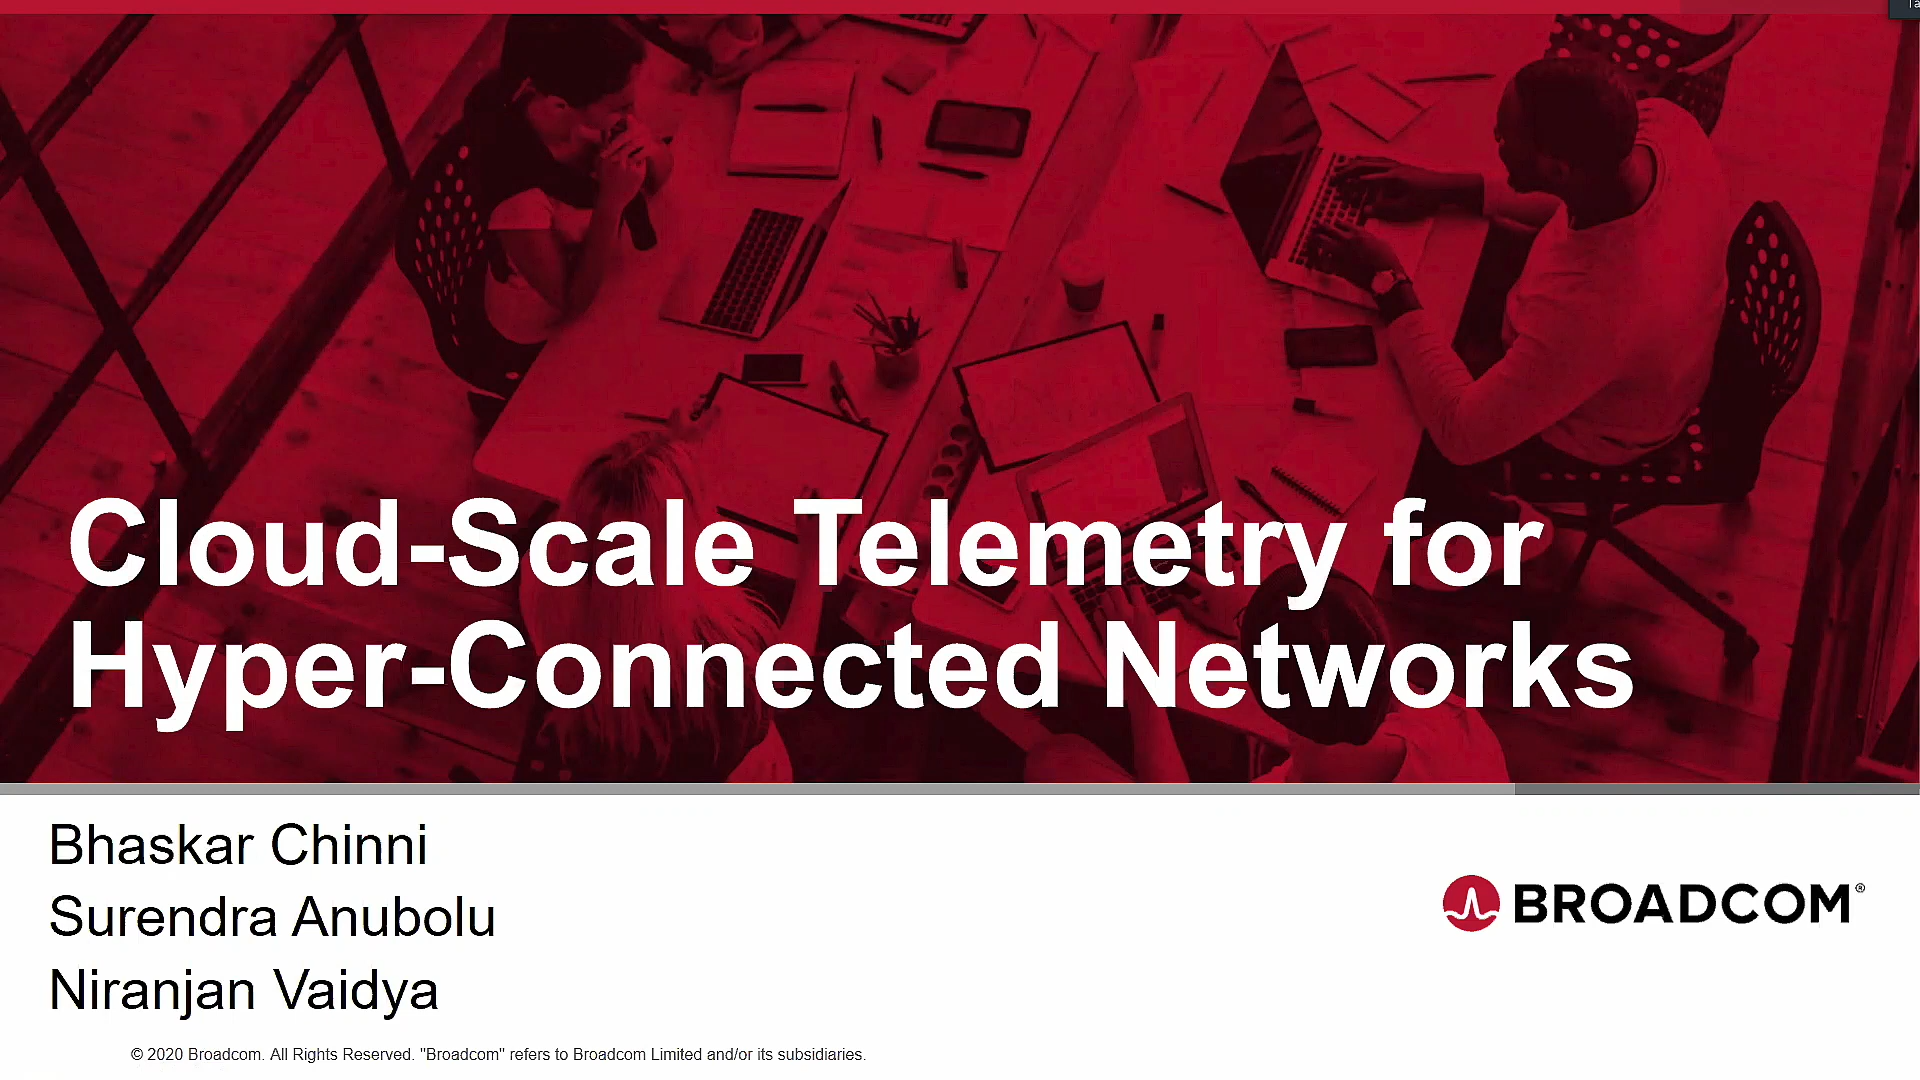 Cloud-Scale Telemetry for
Hyper-Connected Networks
Bhaskar Chinni
Surendra Anubolu
Niranjan Vaidya
BROADCOM®
© 2020 Broadcom. All Rights Reserved. "Broadcom" refers to Broadcom Limited and/or its subsidiaries.